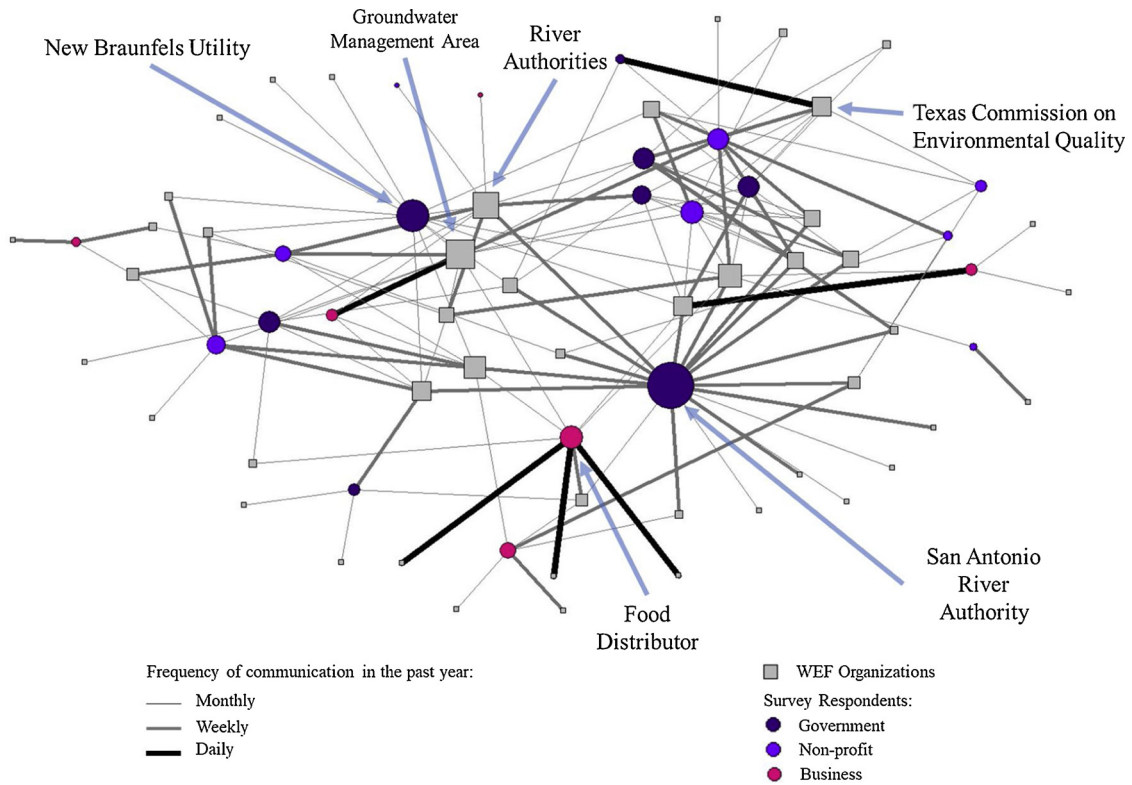 Groundwater
Management Area
New Braunfels Utility
River
Authorities
Texas Commission on
Environmental Quality
San Antonio
River
Authority
Food
Distributor
Frequency of communication in the past year:
Monthly
Weekly
Daily
WEF Organizations
Survey Respondents:
Government
Non-profit
Business